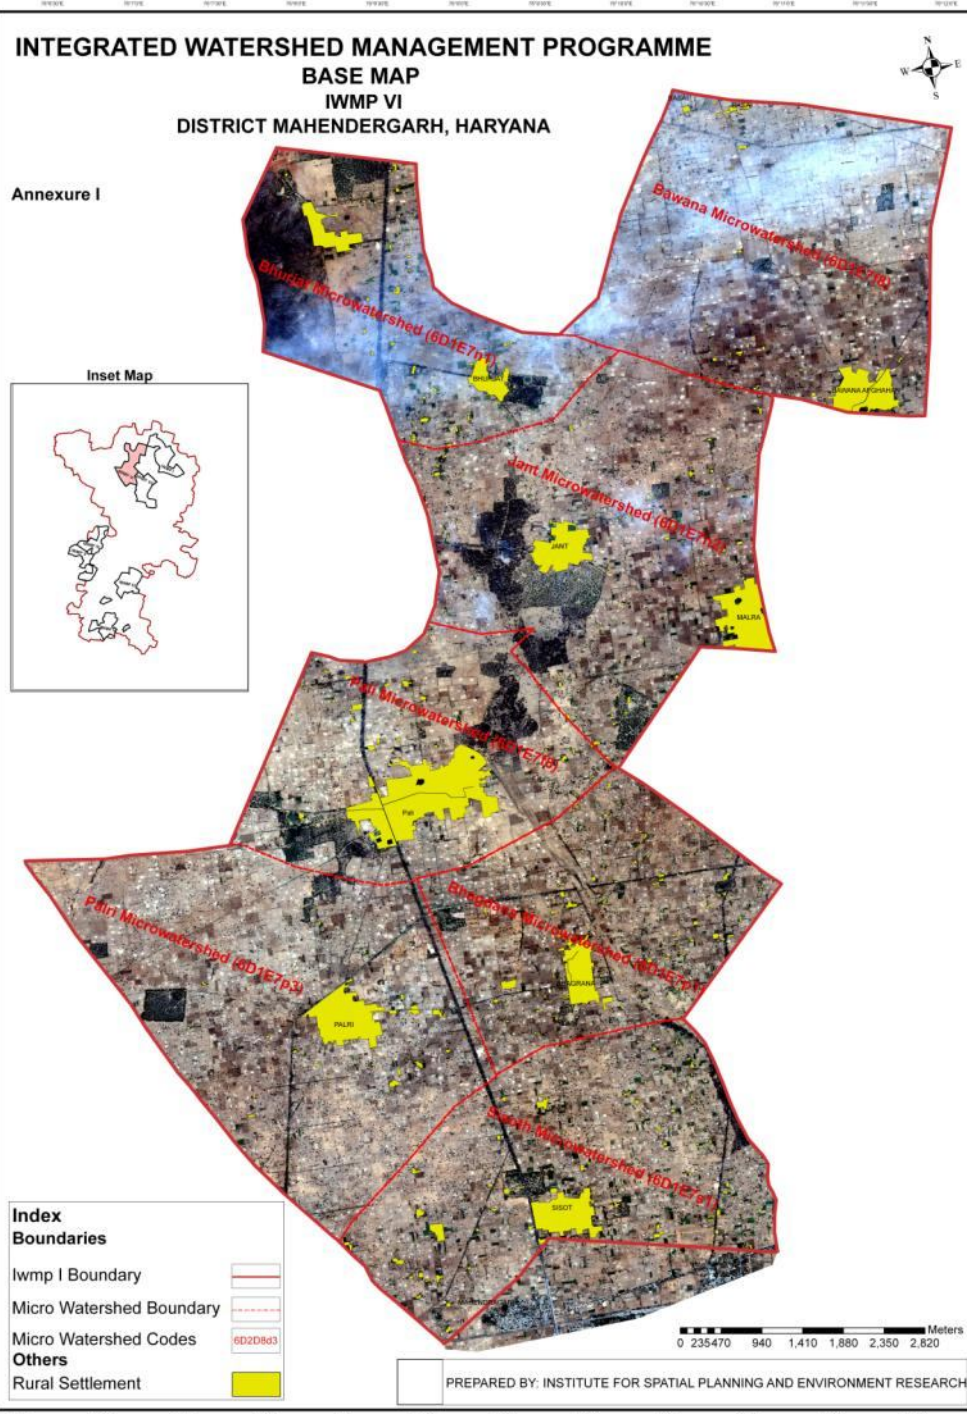 INTEGRATED WATERSHED MANAGEMENT PROGRAMME
BASE MAP
IWMP VI
DISTRICT MAHENDERGARH, HARYANA
N
W
E
S
Annexure I
Bawana Microwatershed
Bhurjat Microwatershed (6D1E7n1)
Inset Map
BHURJAT
BAWANA
Jant Microwatershed
JANT
MALRA
Pali Microwatershed
Pali
Palri Microwatershed (6D1E7p3)
Microwatershed
AGRANA
PALRI
Microwatershed
SISOT
Index
Boundaries
Iwmp I Boundary
Micro Watershed Boundary
Micro Watershed Codes
6D2D8d3
Others
Rural Settlement
Meters
0 235470 940 1,410 1,880 2,350 2,820
PREPARED BY: INSTITUTE FOR SPATIAL PLANNING AND ENVIRONMENT RESEARCH